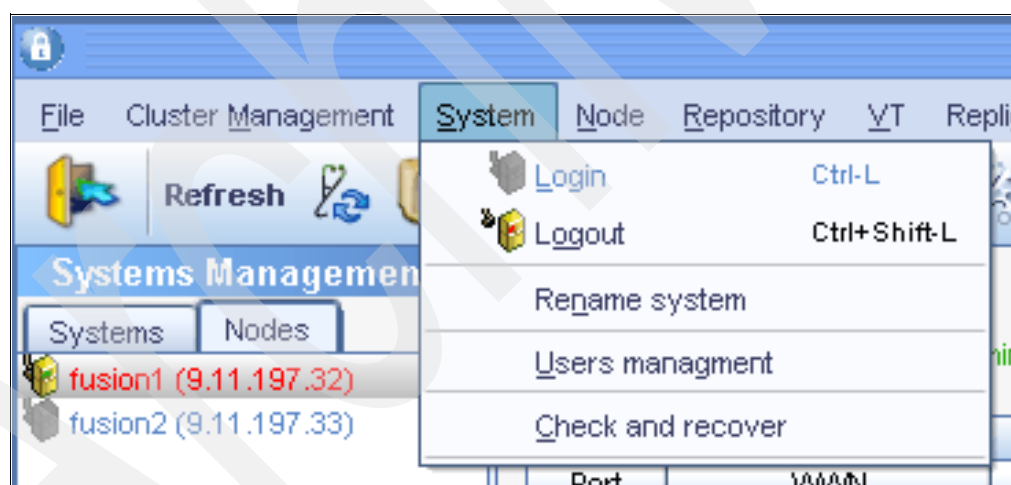 File Cluster Management System Node Repository VT Repli
Login Ctrl-L
Refresh
Logout Ctrl+Shift-L
Systems Managemen
Rename system
Systems Nodes
Users managment
fusion1 (9.11.197.32)
fusion2 (9.11.197.33)
Check and recover
Port WWN